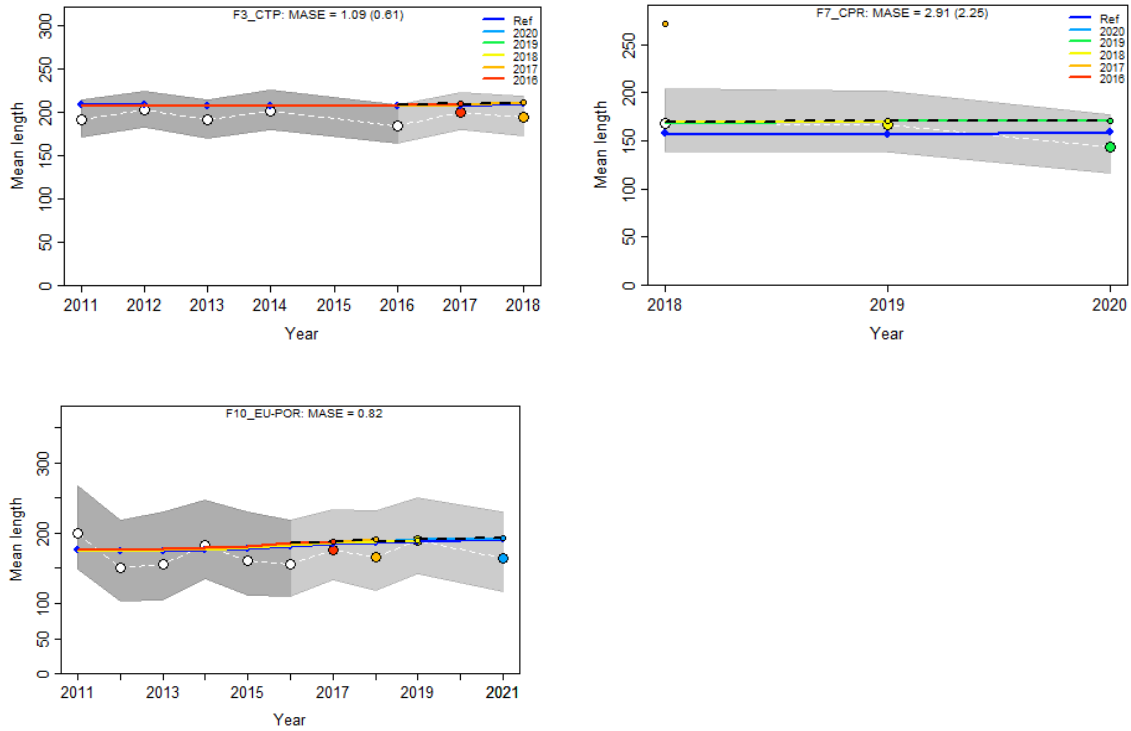 F3_CTP: MASE = 1.09 (0.61)
Mean length
300
250
200
150
100
50
0
Ref
2020
2019
2018
2017
2016
2011 2012 2013 2014 2015 2016 2017 2018
Year
F7_CPR: MASE = 2.91 (2.25)
Mean length
250
200
150
100
50
0
Ref
2020
2019
2018
2017
2016
2018 2019 2020
Year
F10_EU-POR: MASE = 0.82
Mean length
300
200
100
50
0
2011 2013 2015 2017 2019 2021
Year